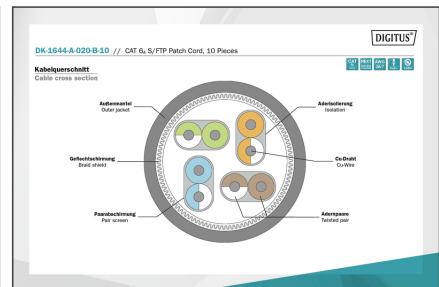 DIGITUS®
DK-1644-A-020-B-10 // CAT 6A S/FTP Patch Cord, 10 Pieces
Kabelquerschnitt
Cable cross section
Außenmantel
Outer jacket
Aderisolierung
Isolation
Geflechtschirmung
Braid shield
Cu-Draht
Cu-Wire
Paarabschirmung
Pair screen
Adernpaare
Twisted pair